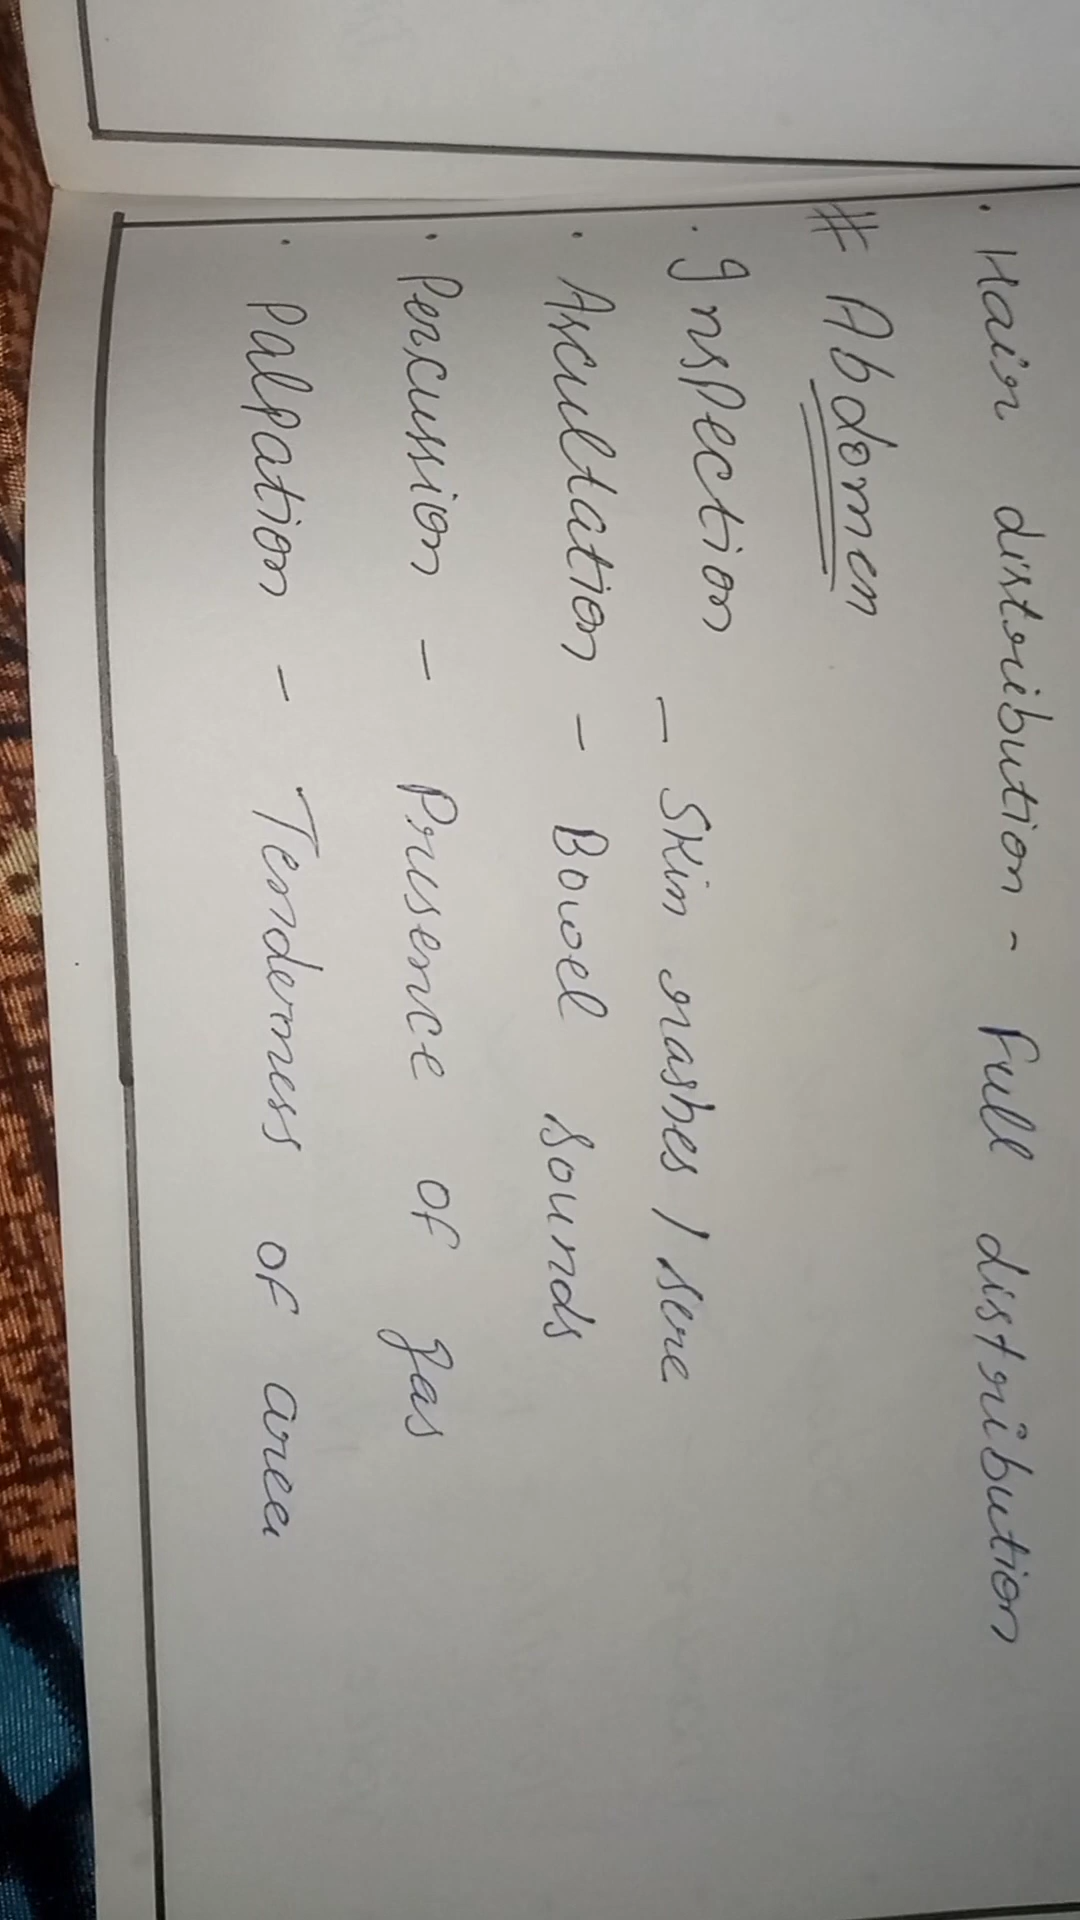 · Hair distribution - Full distribution
# Abdomen
· Inspection - Skin rashes / sore
· Ascultation - Bowel sounds
· Percussion - Presence of gas
· Palpation - Tenderness of area